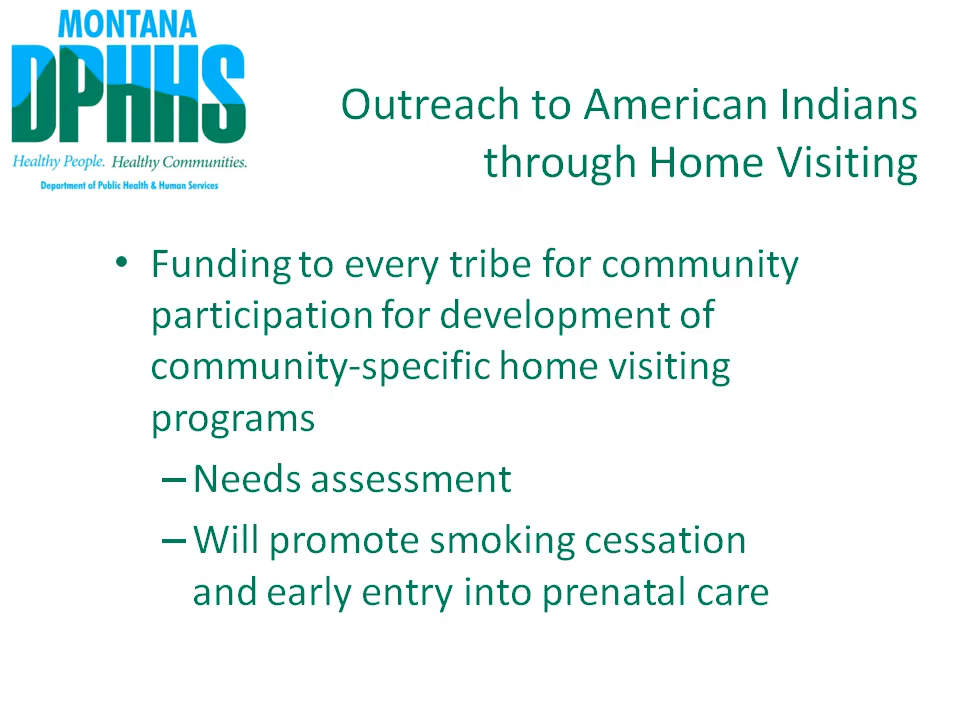 MONTANA
DPHHS
Healthy People. Healthy Communities.
Department of Public Health & Human Services
Outreach to American Indians
through Home Visiting
• Funding to every tribe for community
participation for development of
community-specific home visiting
programs
– Needs assessment
– Will promote smoking cessation
and early entry into prenatal care